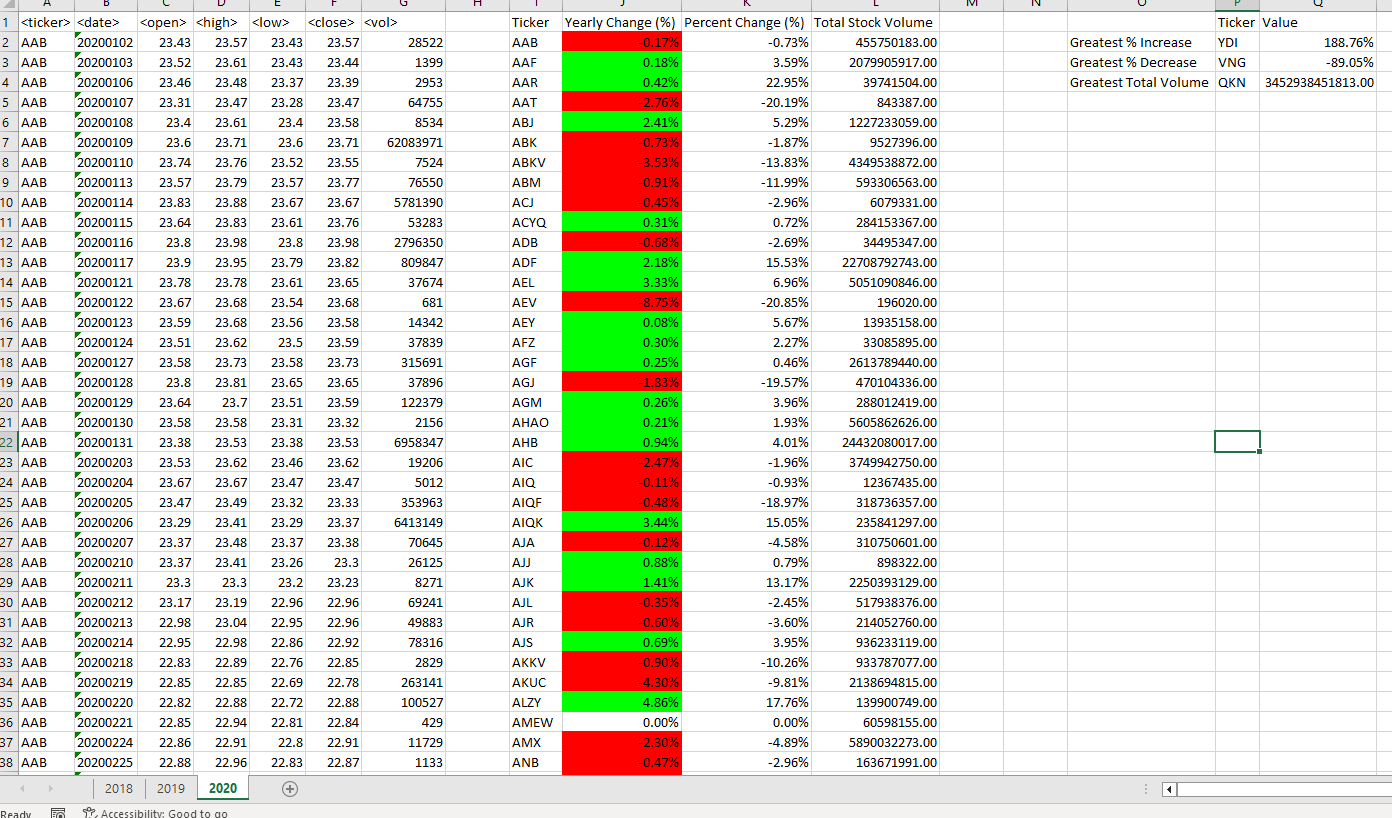 A B C D E F G H I J K L M N O P Q
1 <ticker> <date> <open> <high> <low> <close> <vol> Ticker Yearly Change (%) Percent Change (%) Total Stock Volume Ticker Value
2 AAB 20200102 23.43 23.57 23.43 23.57 28522 AAB -0.17% -0.73% 455750183.00 Greatest % Increase YDI 188.76%
3 AAB 20200103 23.52 23.61 23.43 23.44 1399 AAF 0.18% 3.59% 2079905917.00 Greatest % Decrease VNG -89.05%
4 AAB 20200106 23.46 23.48 23.37 23.39 2953 AAR 0.42% 22.95% 39741504.00 Greatest Total Volume QKN 3452938451813.00
5 AAB 20200107 23.31 23.47 23.28 23.47 64755 AAT -2.76% -20.19% 843387.00
6 AAB 20200108 23.4 23.61 23.4 23.58 8534 ABJ 2.41% 5.29% 1227233059.00
7 AAB 20200109 23.6 23.71 23.6 23.71 62083971 ABK -0.73% -1.87% 9527396.00
8 AAB 20200110 23.74 23.76 23.52 23.55 7524 ABKV -3.53% -13.83% 4349538872.00
9 AAB 20200113 23.57 23.79 23.57 23.77 76550 ABM -0.91% -11.99% 593306563.00
10 AAB 20200114 23.83 23.88 23.67 23.67 5781390 ACJ -0.45% -2.96% 6079331.00
11 AAB 20200115 23.64 23.83 23.61 23.76 53283 ACYQ 0.31% 0.72% 284153367.00
12 AAB 20200116 23.8 23.98 23.8 23.98 2796350 ADB -0.68% -2.69% 34495347.00
13 AAB 20200117 23.9 23.95 23.79 23.82 809847 ADF 2.18% 15.53% 22708792743.00
14 AAB 20200121 23.78 23.78 23.61 23.65 37674 AEL 3.33% 6.96% 5051090846.00
15 AAB 20200122 23.67 23.68 23.54 23.68 681 AEV -8.75% -20.85% 196020.00
16 AAB 20200123 23.59 23.68 23.56 23.58 14342 AEY 0.08% 5.67% 13935158.00
17 AAB 20200124 23.51 23.62 23.5 23.59 37839 AFZ 0.30% 2.27% 33085895.00
18 AAB 20200127 23.58 23.73 23.58 23.73 315691 AGF 0.25% 0.46% 2613789440.00
19 AAB 20200128 23.8 23.81 23.65 23.65 37896 AGJ -1.83% -19.57% 470104336.00
20 AAB 20200129 23.64 23.7 23.51 23.59 122379 AGM 0.26% 3.96% 288012419.00
21 AAB 20200130 23.58 23.58 23.31 23.32 2156 AHAO 0.21% 1.93% 5605862626.00
22 AAB 20200131 23.38 23.53 23.38 23.53 6958347 AHB 0.94% 4.01% 24432080017.00
23 AAB 20200203 23.53 23.62 23.46 23.62 19206 AIC -2.47% -1.96% 3749942750.00
24 AAB 20200204 23.67 23.67 23.47 23.47 5012 AIQ -0.11% -0.93% 12367435.00
25 AAB 20200205 23.47 23.49 23.32 23.33 353963 AIQF -0.48% -18.97% 318736357.00
26 AAB 20200206 23.29 23.41 23.29 23.37 6413149 AIQK 3.44% 15.05% 235841297.00
27 AAB 20200207 23.37 23.48 23.37 23.38 70645 AJA -0.12% -4.58% 310750601.00
28 AAB 20200210 23.37 23.41 23.26 23.3 26125 AJJ 0.88% 0.79% 898322.00
29 AAB 20200211 23.3 23.3 23.2 23.23 8271 AJK 1.41% 13.17% 2250393129.00
30 AAB 20200212 23.17 23.19 22.96 22.96 69241 AJL -0.35% -2.45% 517938376.00
31 AAB 20200213 22.98 23.04 22.95 22.96 49883 AJR -0.60% -3.60% 214052760.00
32 AAB 20200214 22.95 22.98 22.86 22.92 78316 AJS 0.69% 3.95% 936233119.00
33 AAB 20200218 22.83 22.89 22.76 22.85 2829 AKKV -0.90% -10.26% 933787077.00
34 AAB 20200219 22.85 22.85 22.69 22.78 263141 AKUC -4.30% -9.81% 2138694815.00
35 AAB 20200220 22.82 22.88 22.72 22.88 100527 ALZY 4.86% 17.76% 139900749.00
36 AAB 20200221 22.85 22.94 22.81 22.84 429 AMEW 0.00% 0.00% 60598155.00
37 AAB 20200224 22.86 22.91 22.8 22.91 11729 AMX -2.30% -4.89% 5890032273.00
38 AAB 20200225 22.88 22.96 22.83 22.87 1133 ANB -0.47% -2.96% 163671991.00
2018 2019 2020
Ready Accessibility: Good to go